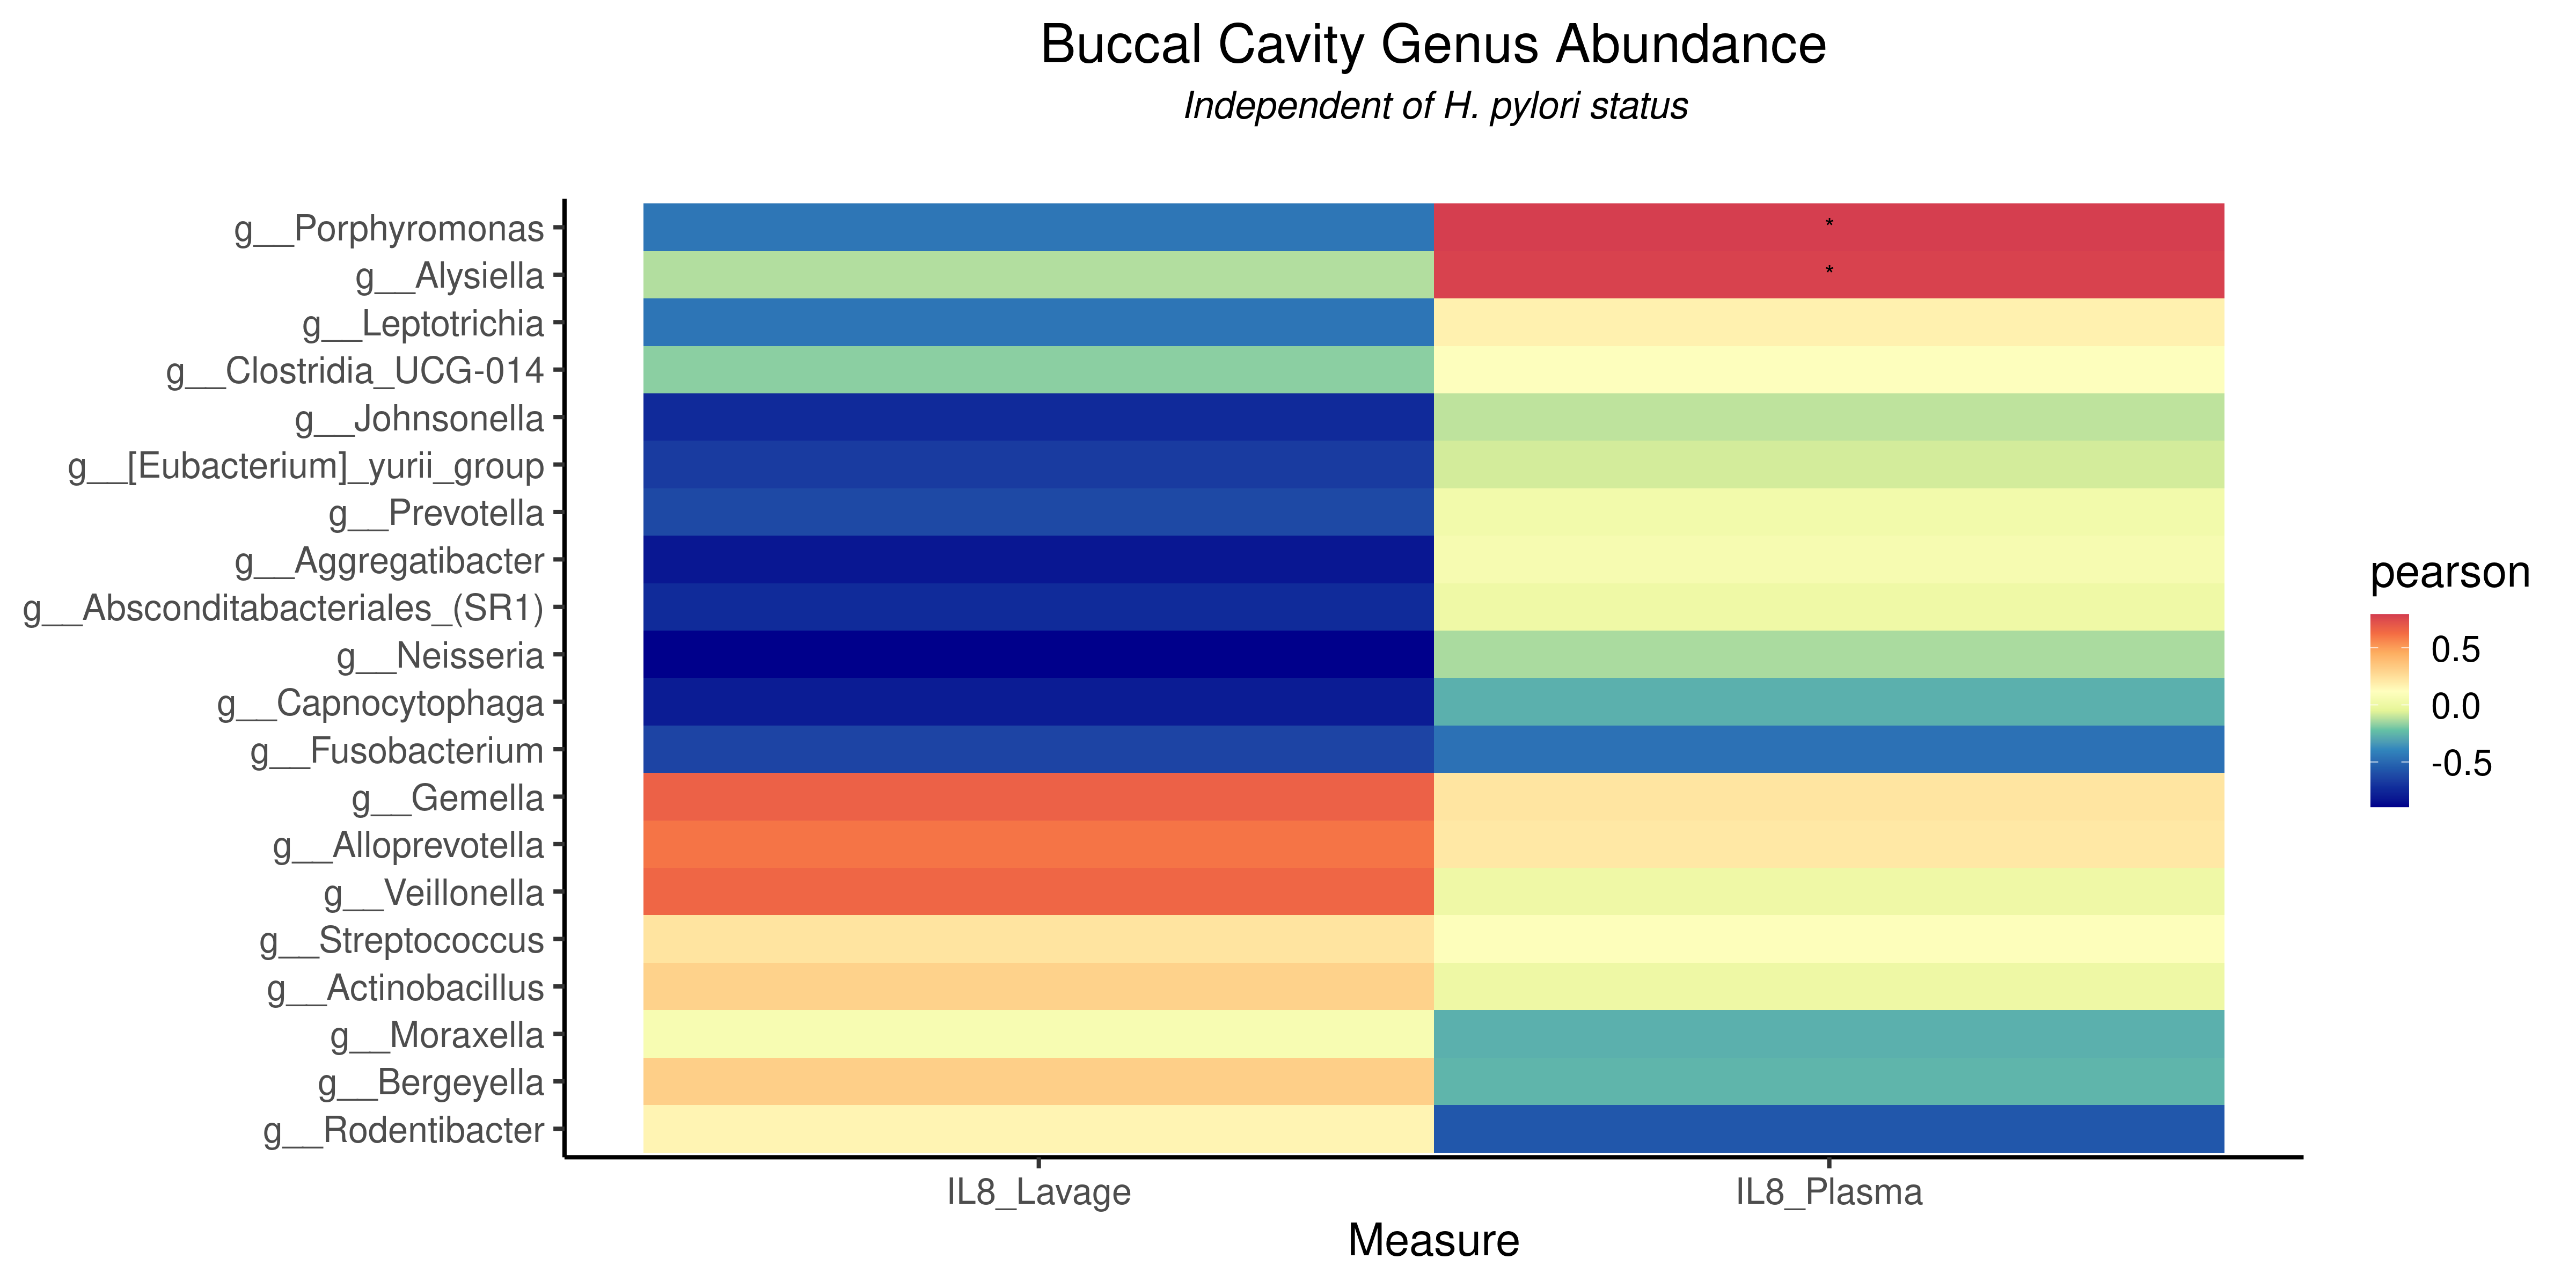 Buccal Cavity Genus Abundance
Independent of H. pylori status
g__Porphyromonas
*
g__Alysiella
*
g__Leptotrichia
g__Clostridia_UCG-014
g__Johnsonella
g__[Eubacterium]_yurii_group
g__Prevotella
g__Aggregatibacter
g__Absconditabacteriales_(SR1)
g__Neisseria
g__Capnocytophaga
g__Fusobacterium
g__Gemella
g__Alloprevotella
g__Veillonella
g__Streptococcus
g__Actinobacillus
g__Moraxella
g__Bergeyella
g__Rodentibacter
IL8_Lavage
IL8_Plasma
Measure
pearson
0.5
0.0
-0.5